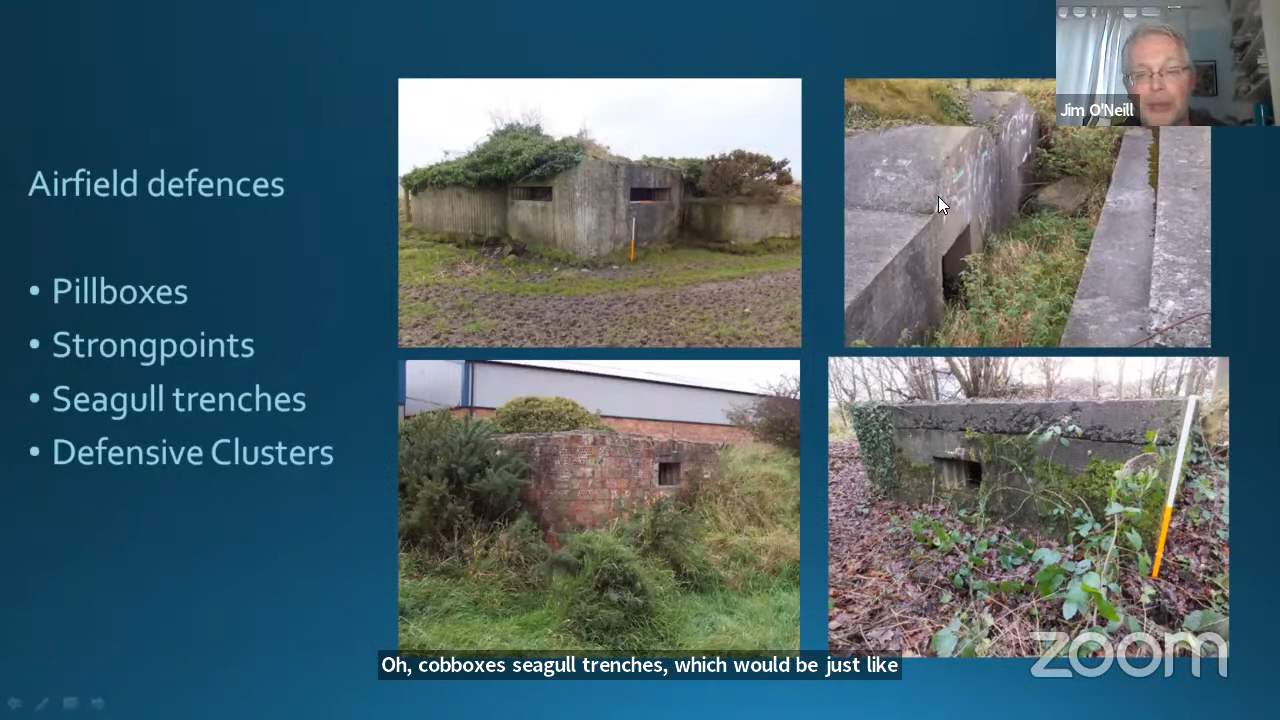 Jim O'Neill
Airfield defences
• Pillboxes
• Strongpoints
• Seagull trenches
• Defensive Clusters
Oh, cobboxes seagull trenches, which would be just like
zoom